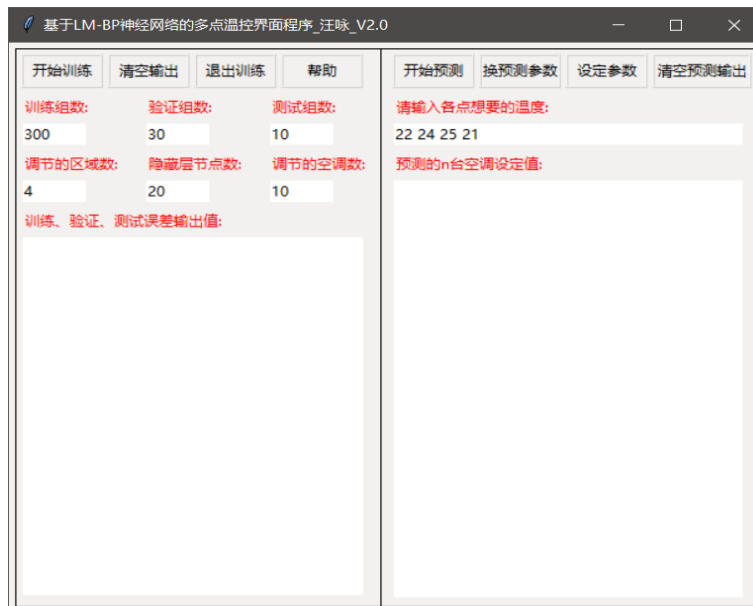 基于LM-BP神经网络的多点温控界面程序_汪咏_V2.0
开始训练 清空输出 退出训练 帮助
训练组数: 验证组数: 测试组数:
300 30 10
调节的区域数: 隐藏层节点数: 调节的空调数:
4 20 10
训练、验证、测试误差输出值:
开始预测 换预测参数 设定参数 清空预测输出
请输入各点想要的温度:
22 24 25 21
预测的n台空调设定值: